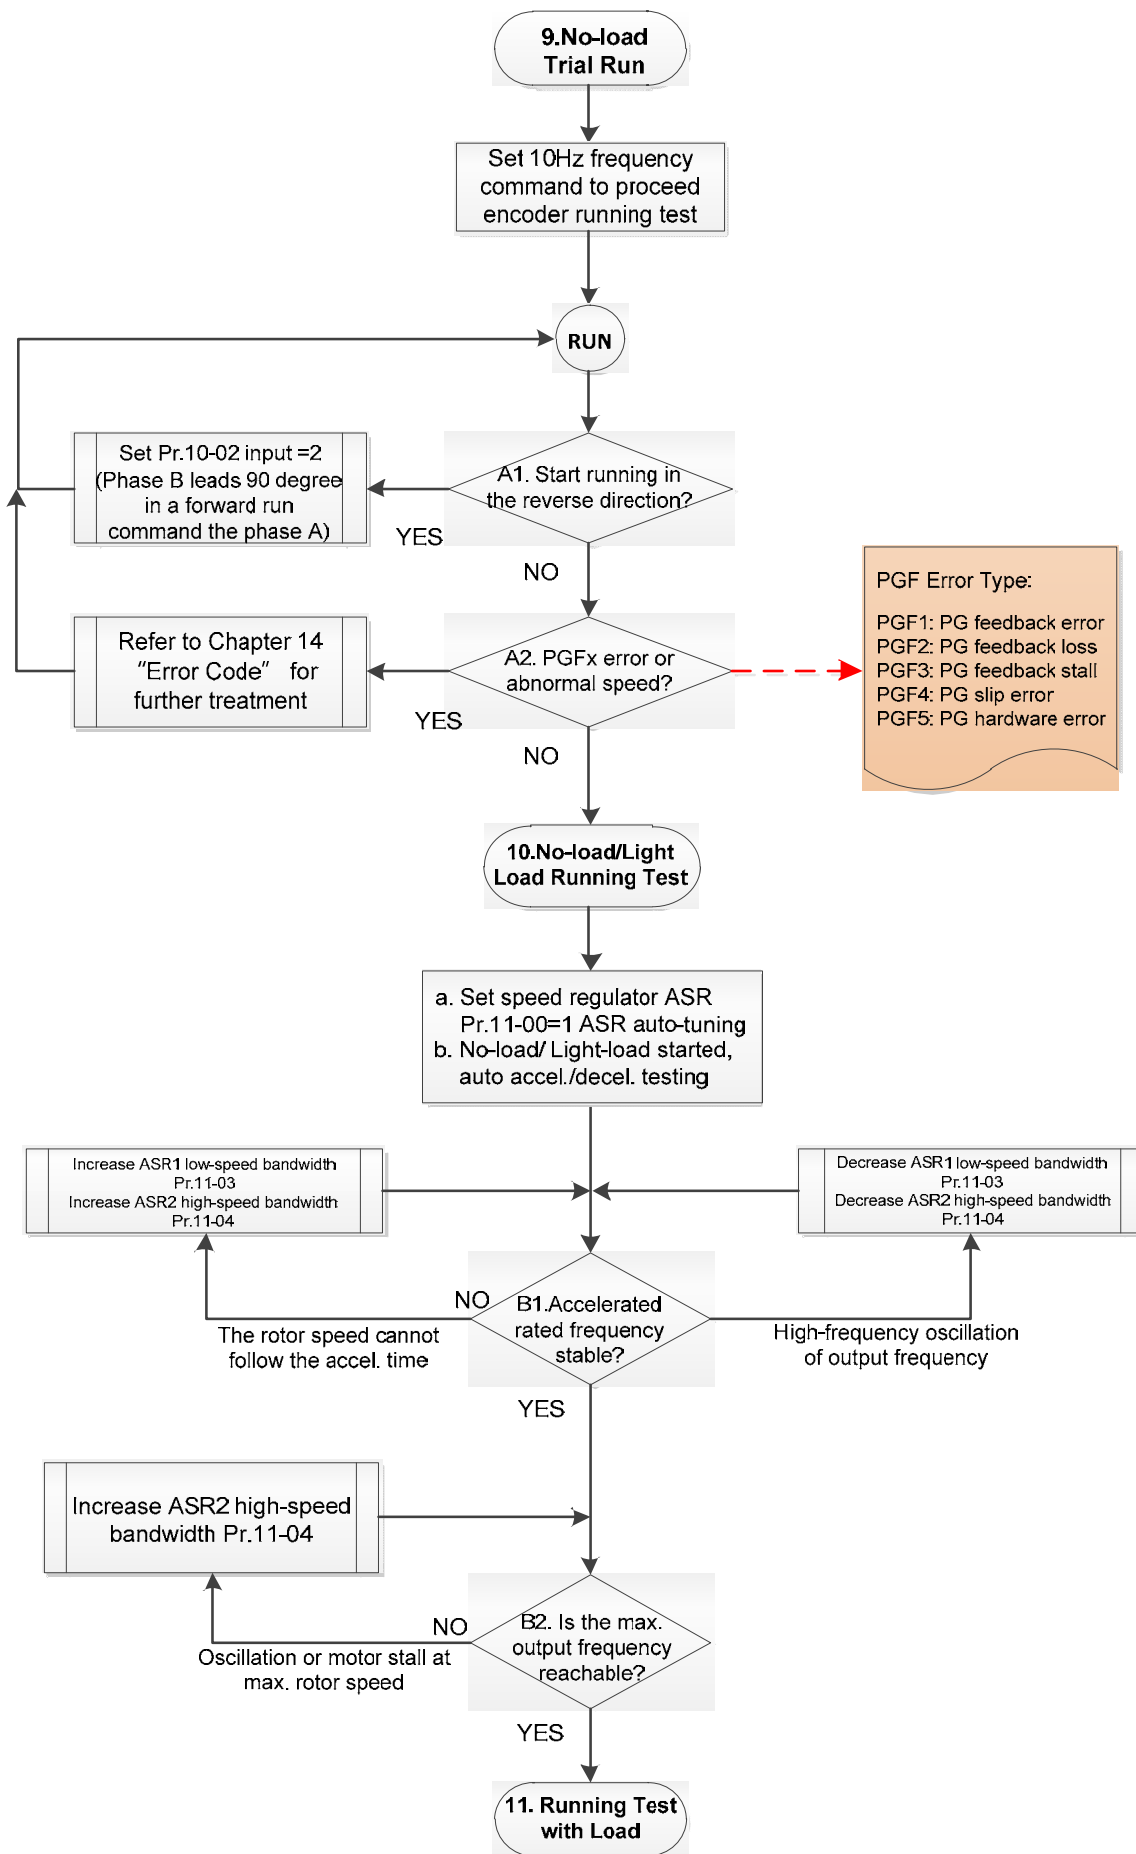 9.No-load
Trial Run
Set 10Hz frequency
command to proceed
encoder running test
RUN
Set Pr.10-02 input =2
(Phase B leads 90 degree
in a forward run
command the phase A)
A1. Start running in
the reverse direction?
YES
NO
Refer to Chapter 14
“Error Code” for
further treatment
A2. PGFx error or
abnormal speed?
YES
NO
PGF Error Type:
PGF1: PG feedback error
PGF2: PG feedback loss
PGF3: PG feedback stall
PGF4: PG slip error
PGF5: PG hardware error
10.No-load/Light
Load Running Test
a. Set speed regulator ASR
Pr.11-00=1 ASR auto-tuning
b. No-load/ Light-load started,
auto accel./decel. testing
Increase ASR1 low-speed bandwidth
Pr.11-03
Increase ASR2 high-speed bandwidth
Pr.11-04
Decrease ASR1 low-speed bandwidth
Pr.11-03
Decrease ASR2 high-speed bandwidth
Pr.11-04
NO
The rotor speed cannot
follow the accel. time
B1.Accelerated
rated frequency
stable?
High-frequency oscillation
of output frequency
YES
Increase ASR2 high-speed
bandwidth Pr.11-04
NO
Oscillation or motor stall at
max. rotor speed
B2. Is the max.
output frequency
reachable?
YES
11. Running Test
with Load